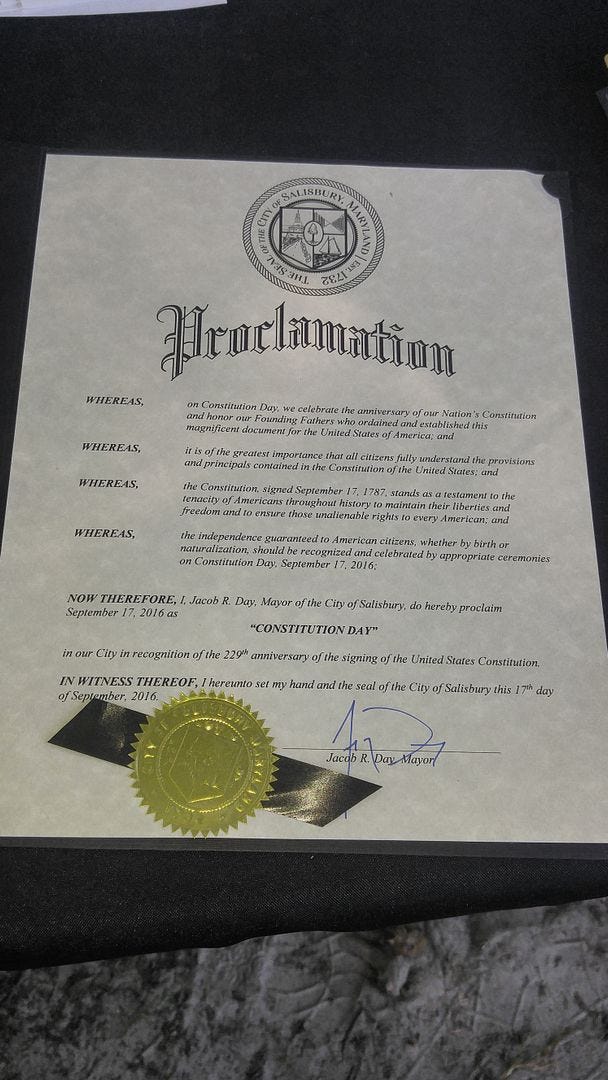 THE SEAL OF THE CITY OF SALISBURY, MARYLAND | EST. 1732
Proclamation
WHEREAS, on Constitution Day, we celebrate the anniversary of our Nation's Constitution
and honor our Founding Fathers who ordained and established this
magnificent document for the United States of America; and
WHEREAS, it is of the greatest importance that all citizens fully understand the provisions
and principals contained in the Constitution of the United States; and
WHEREAS, the Constitution, signed September 17, 1787, stands as a testament to the
tenacity of Americans throughout history to maintain their liberties and
freedom and to ensure those unalienable rights to every American; and
WHEREAS, the independence guaranteed to American citizens, whether by birth or
naturalization, should be recognized and celebrated by appropriate ceremonies
on Constitution Day, September 17, 2016;
NOW THEREFORE, I, Jacob R. Day, Mayor of the City of Salisbury, do hereby proclaim
September 17, 2016 as
"CONSTITUTION DAY"
in our City in recognition of the 229th anniversary of the signing of the United States Constitution.
IN WITNESS THEREOF, I hereunto set my hand and the seal of the City of Salisbury this 17th day
of September, 2016.
Jacob R. Day, Mayor